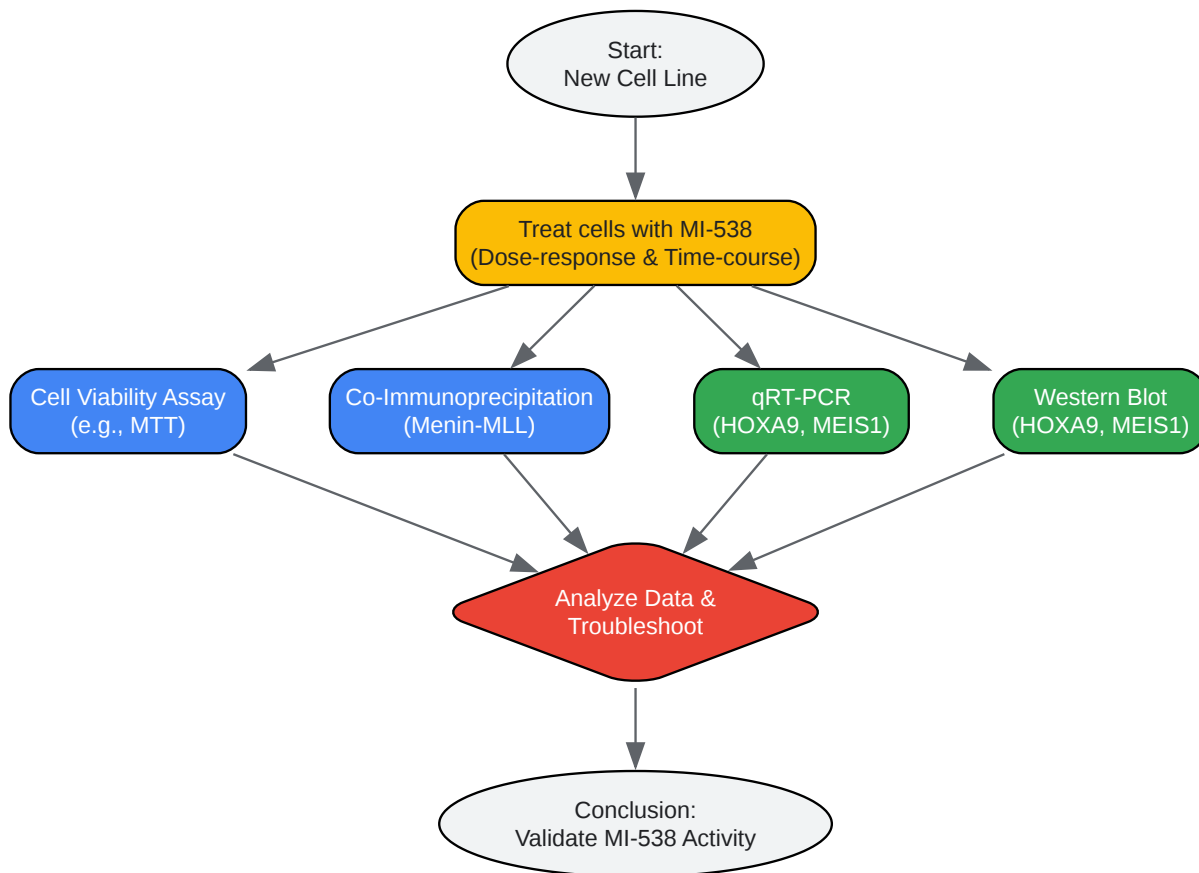 Start:
New Cell Line
Treat cells with MI-538
(Dose-response & Time-course)
Cell Viability Assay
(e.g., MTT)
Co-Immunoprecipitation
(Menin-MLL)
qRT-PCR
(HOXA9, MEIS1)
Western Blot
(HOXA9, MEIS1)
Analyze Data &
Troubleshoot
Conclusion:
Validate MI-538 Activity